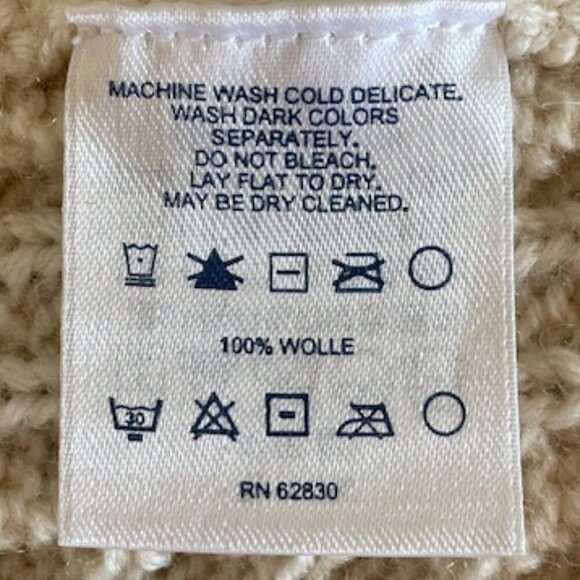 MACHINE WASH COLD DELICATE.
WASH DARK COLORS
SEPARATELY.
DO NOT BLEACH.
LAY FLAT TO DRY.
MAY BE DRY CLEANED.
100% WOLLE
30
RN 62830